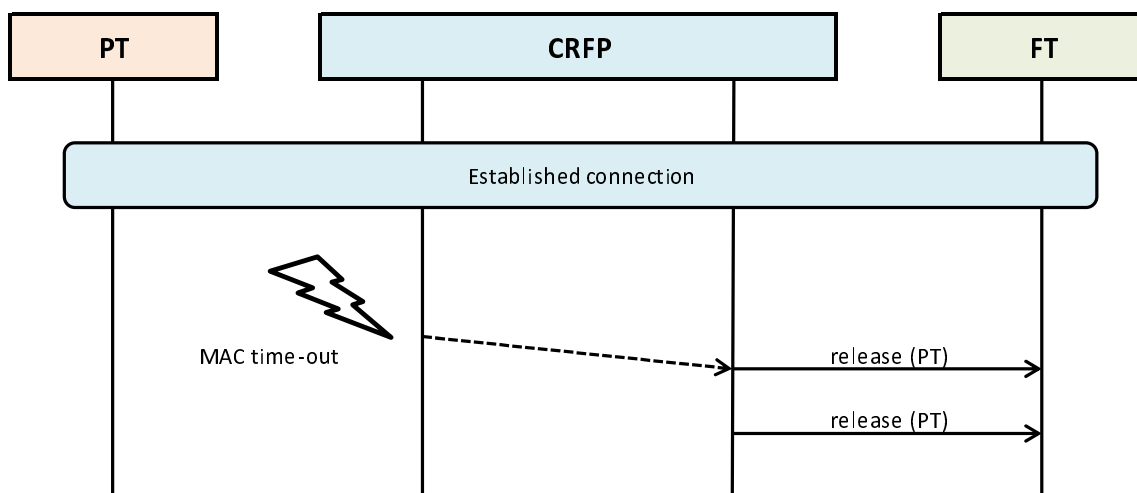 PT
CRFP
FT
Established connection
MAC time-out
release (PT)
release (PT)